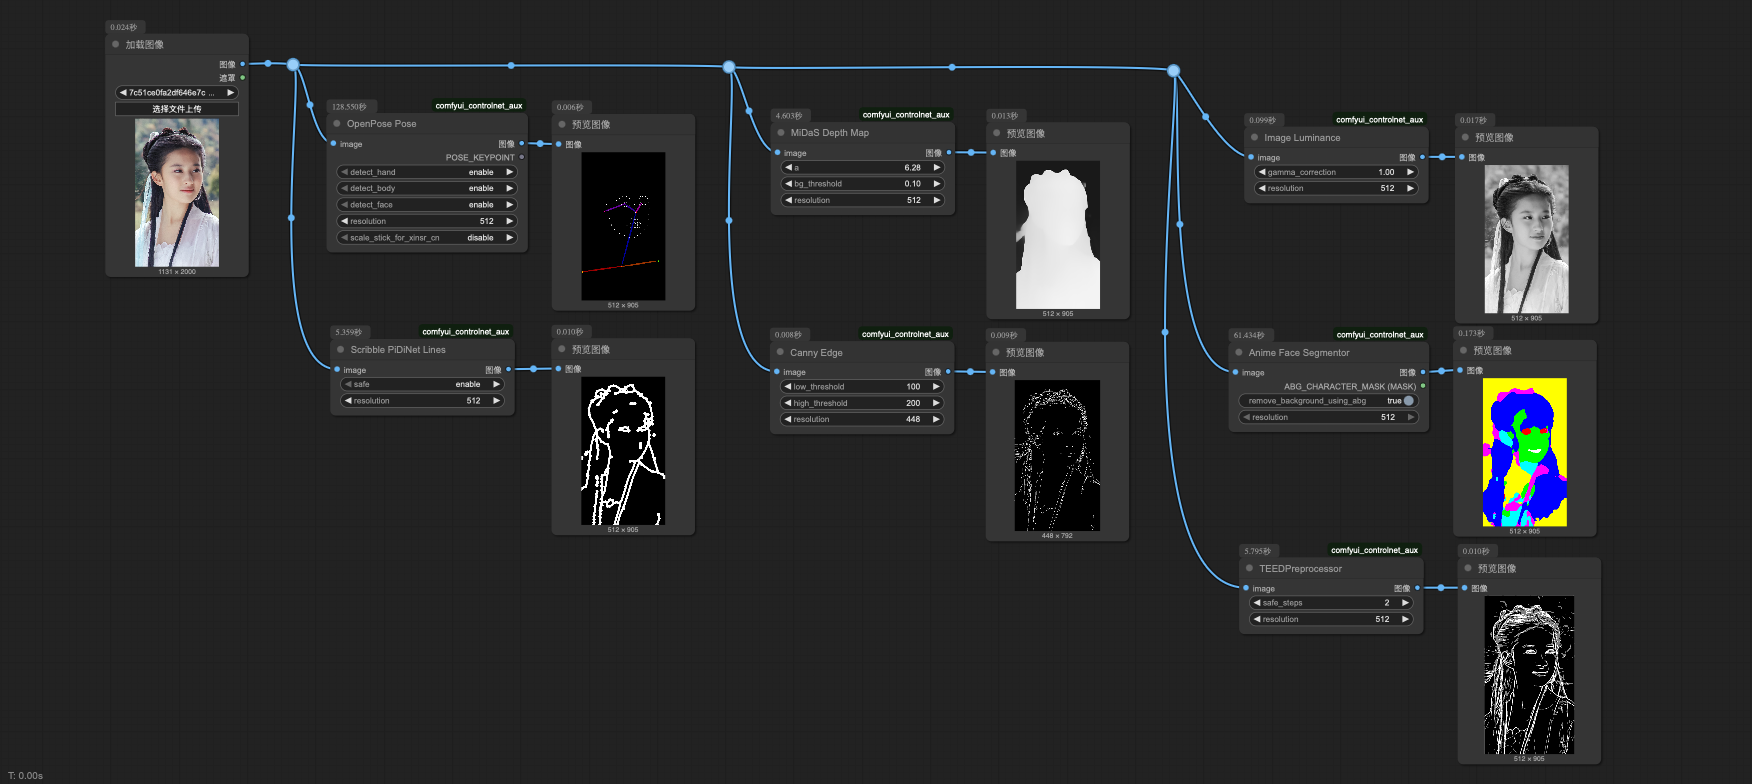 0.024秒
加载图像
图像
遮罩
7c51ce0fa2df646e7c ...
选择文件上传
1131 × 2000
128.550秒
comfyui_controlnet_aux
OpenPose Pose
image
图像
POSE_KEYPOINT
detect_hand enable
detect_body enable
detect_face enable
resolution 512
scale_stick_for_xinsr_cn disable
0.006秒
预览图像
图像
512 × 905
5.359秒
comfyui_controlnet_aux
Scribble PiDiNet Lines
image
图像
safe enable
resolution 512
0.010秒
预览图像
图像
512 × 905
4.603秒
comfyui_controlnet_aux
MiDaS Depth Map
image
图像
a 6.28
bg_threshold 0.10
resolution 512
0.013秒
预览图像
图像
512 × 905
0.008秒
comfyui_controlnet_aux
Canny Edge
image
图像
low_threshold 100
high_threshold 200
resolution 448
0.009秒
预览图像
图像
448 × 792
0.099秒
comfyui_controlnet_aux
Image Luminance
image
图像
gamma_correction 1.00
resolution 512
0.017秒
预览图像
图像
512 × 905
61.434秒
comfyui_controlnet_aux
Anime Face Segmentor
image
图像
ABG_CHARACTER_MASK (MASK)
remove_background_using_abg true
resolution 512
0.173秒
预览图像
图像
512 × 905
5.795秒
comfyui_controlnet_aux
TEEDPreprocessor
image
图像
safe_steps 2
resolution 512
0.010秒
预览图像
图像
512 × 905
T: 0.00s